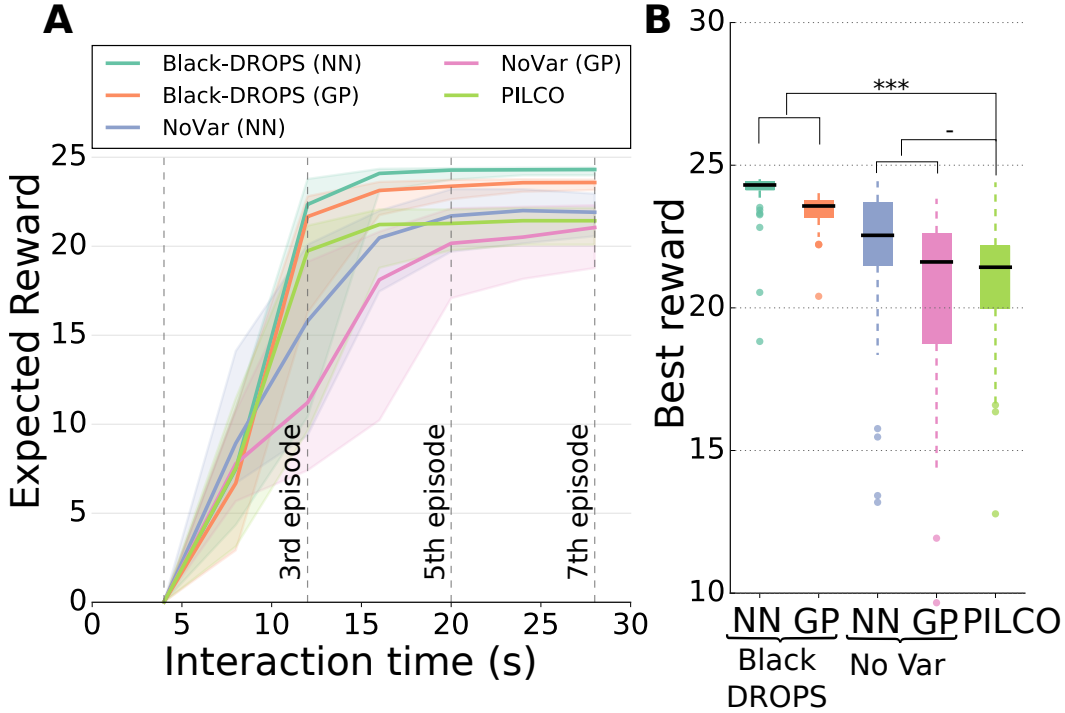 A
Black-DROPS (NN)
Black-DROPS (GP)
NoVar (NN)
NoVar (GP)
PILCO
Expected Reward
25
20
15
10
5
0
3rd episode
5th episode
7th episode
0 5 10 15 20 25 30
Interaction time (s)
B
Best reward
30
25
20
15
10
***
-
NN GP NN GP PILCO
Black
DROPS
No Var